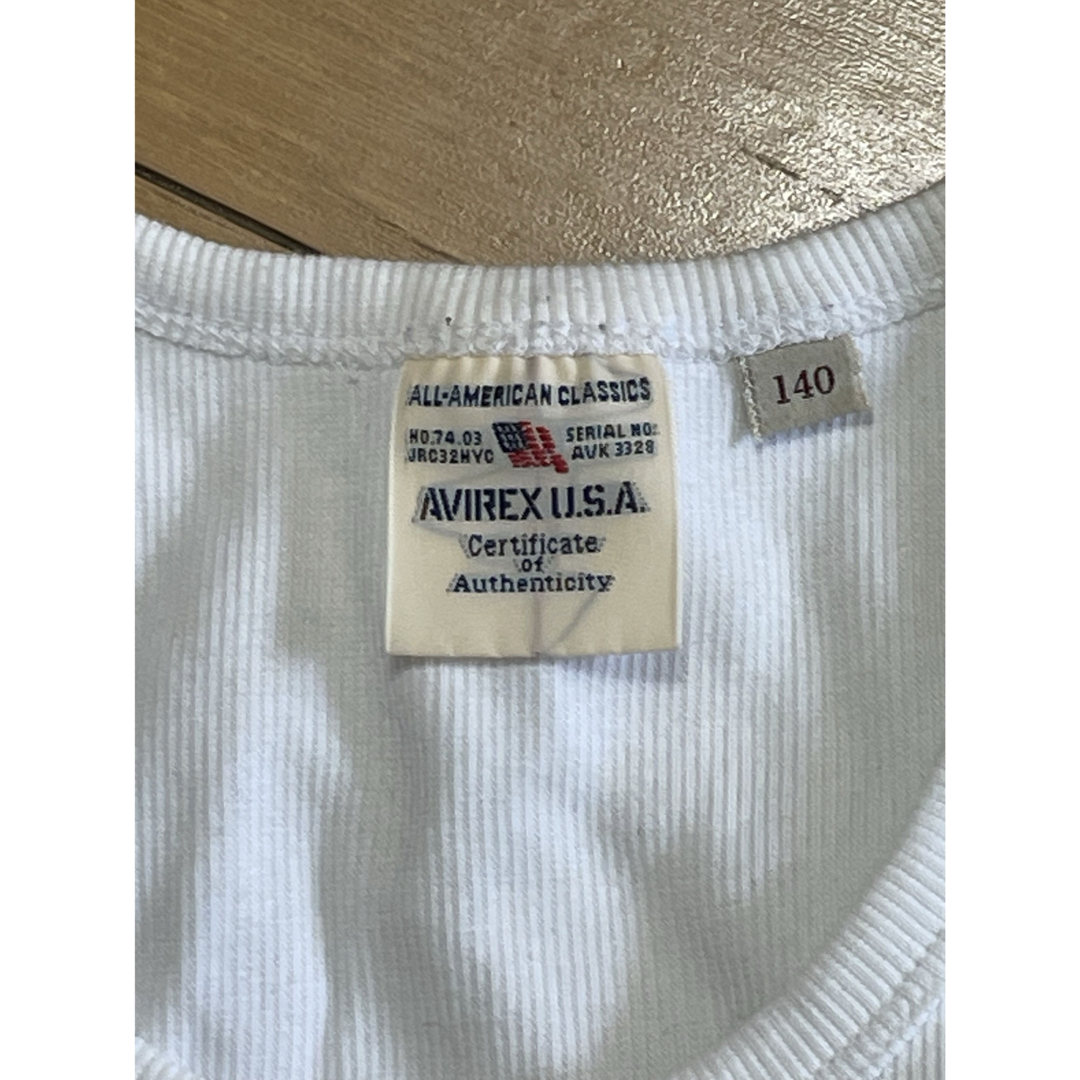 ALL-AMERICAN CLASSICS
NO.74.03
JRC32HYC
SERIAL NO:
AVK 3328
AVIREX U.S.A.
Certificate
of
Authenticity
140